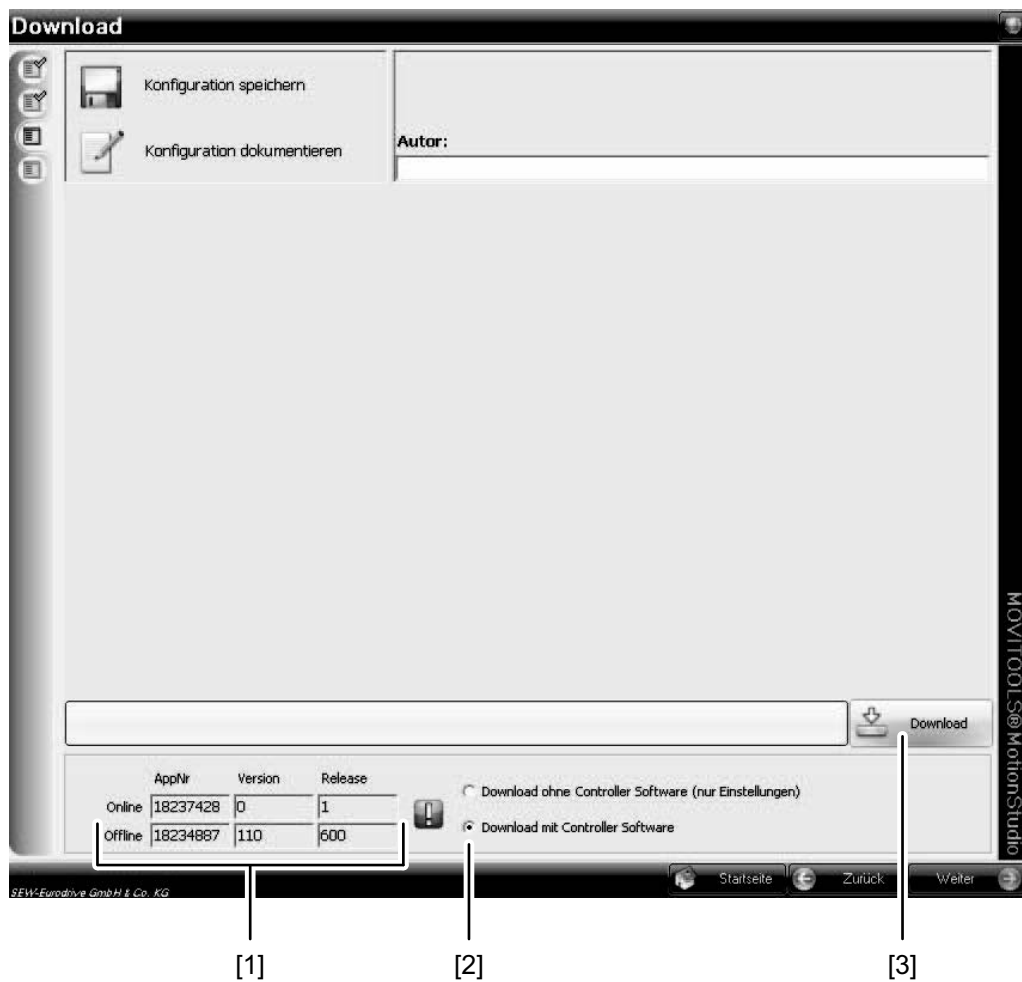 Download
Konfiguration speichern
Konfiguration dokumentieren
Autor:
MOVITOOLS®MotionStudio
Download
AppNr Version Release
Online 18237428 0 1
Offline 18234887 110 600
Download ohne Controller Software (nur Einstellungen)
Download mit Controller Software
SEW-Eurodrive GmbH & Co. KG
Startseite Zurück Weiter
[1] [2] [3]